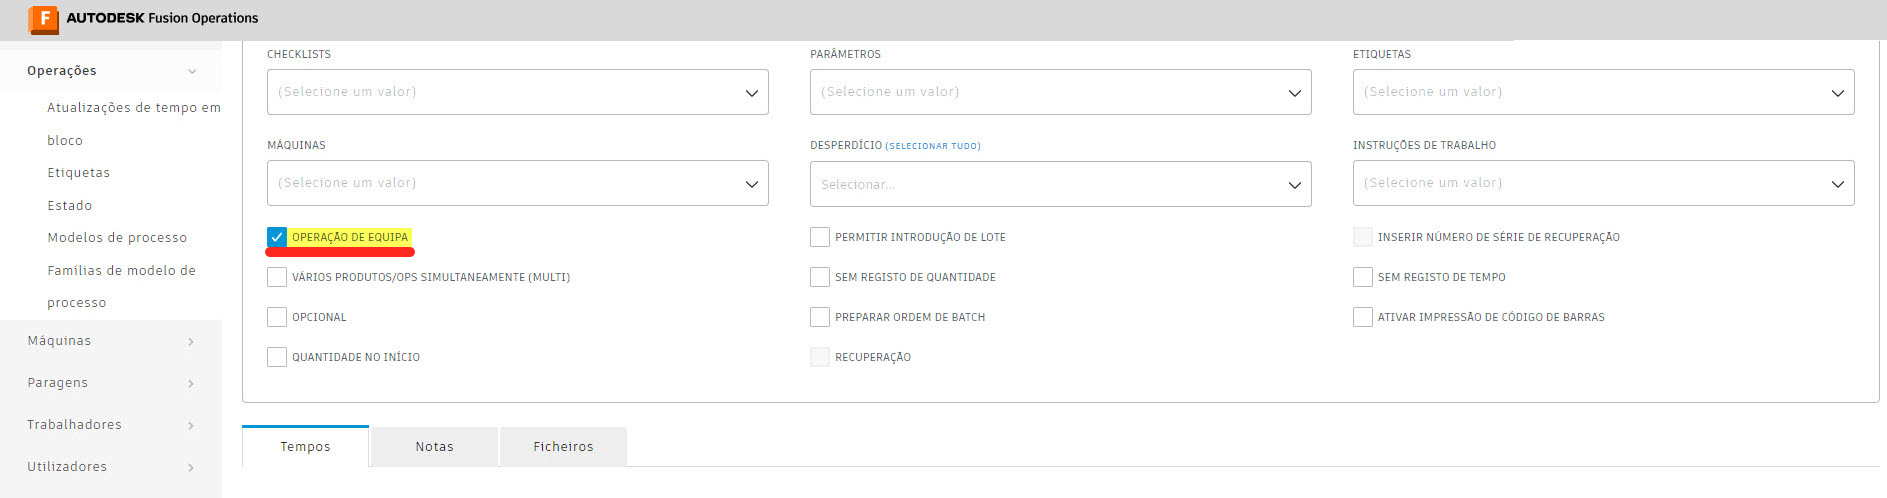 F AUTODESK Fusion Operations
Operações
Atualizações de tempo em
bloco
Etiquetas
Estado
Modelos de processo
Famílias de modelo de
processo
Máquinas
Paragens
Trabalhadores
Utilizadores
CHECKLISTS
(Selecione um valor)
PARÂMETROS
(Selecione um valor)
ETIQUETAS
(Selecione um valor)
MÁQUINAS
(Selecione um valor)
DESPERDÍCIO (SELECIONAR TUDO)
Selecionar...
INSTRUÇÕES DE TRABALHO
(Selecione um valor)
OPERAÇÃO DE EQUIPA
PERMITIR INTRODUÇÃO DE LOTE
INSERIR NÚMERO DE SÉRIE DE RECUPERAÇÃO
VÁRIOS PRODUTOS/OPS SIMULTANEAMENTE (MULTI)
SEM REGISTO DE QUANTIDADE
SEM REGISTO DE TEMPO
OPCIONAL
PREPARAR ORDEM DE BATCH
ATIVAR IMPRESSÃO DE CÓDIGO DE BARRAS
QUANTIDADE NO INÍCIO
RECUPERAÇÃO
Tempos
Notas
Ficheiros